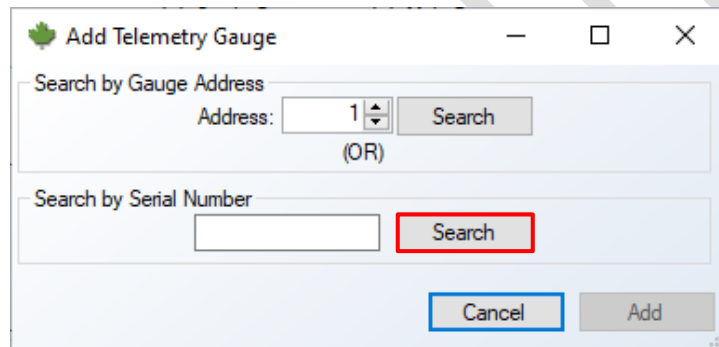 Add Telemetry Gauge
Search by Gauge Address
Address: 1 Search
(OR)
Search by Serial Number
Search
Cancel Add